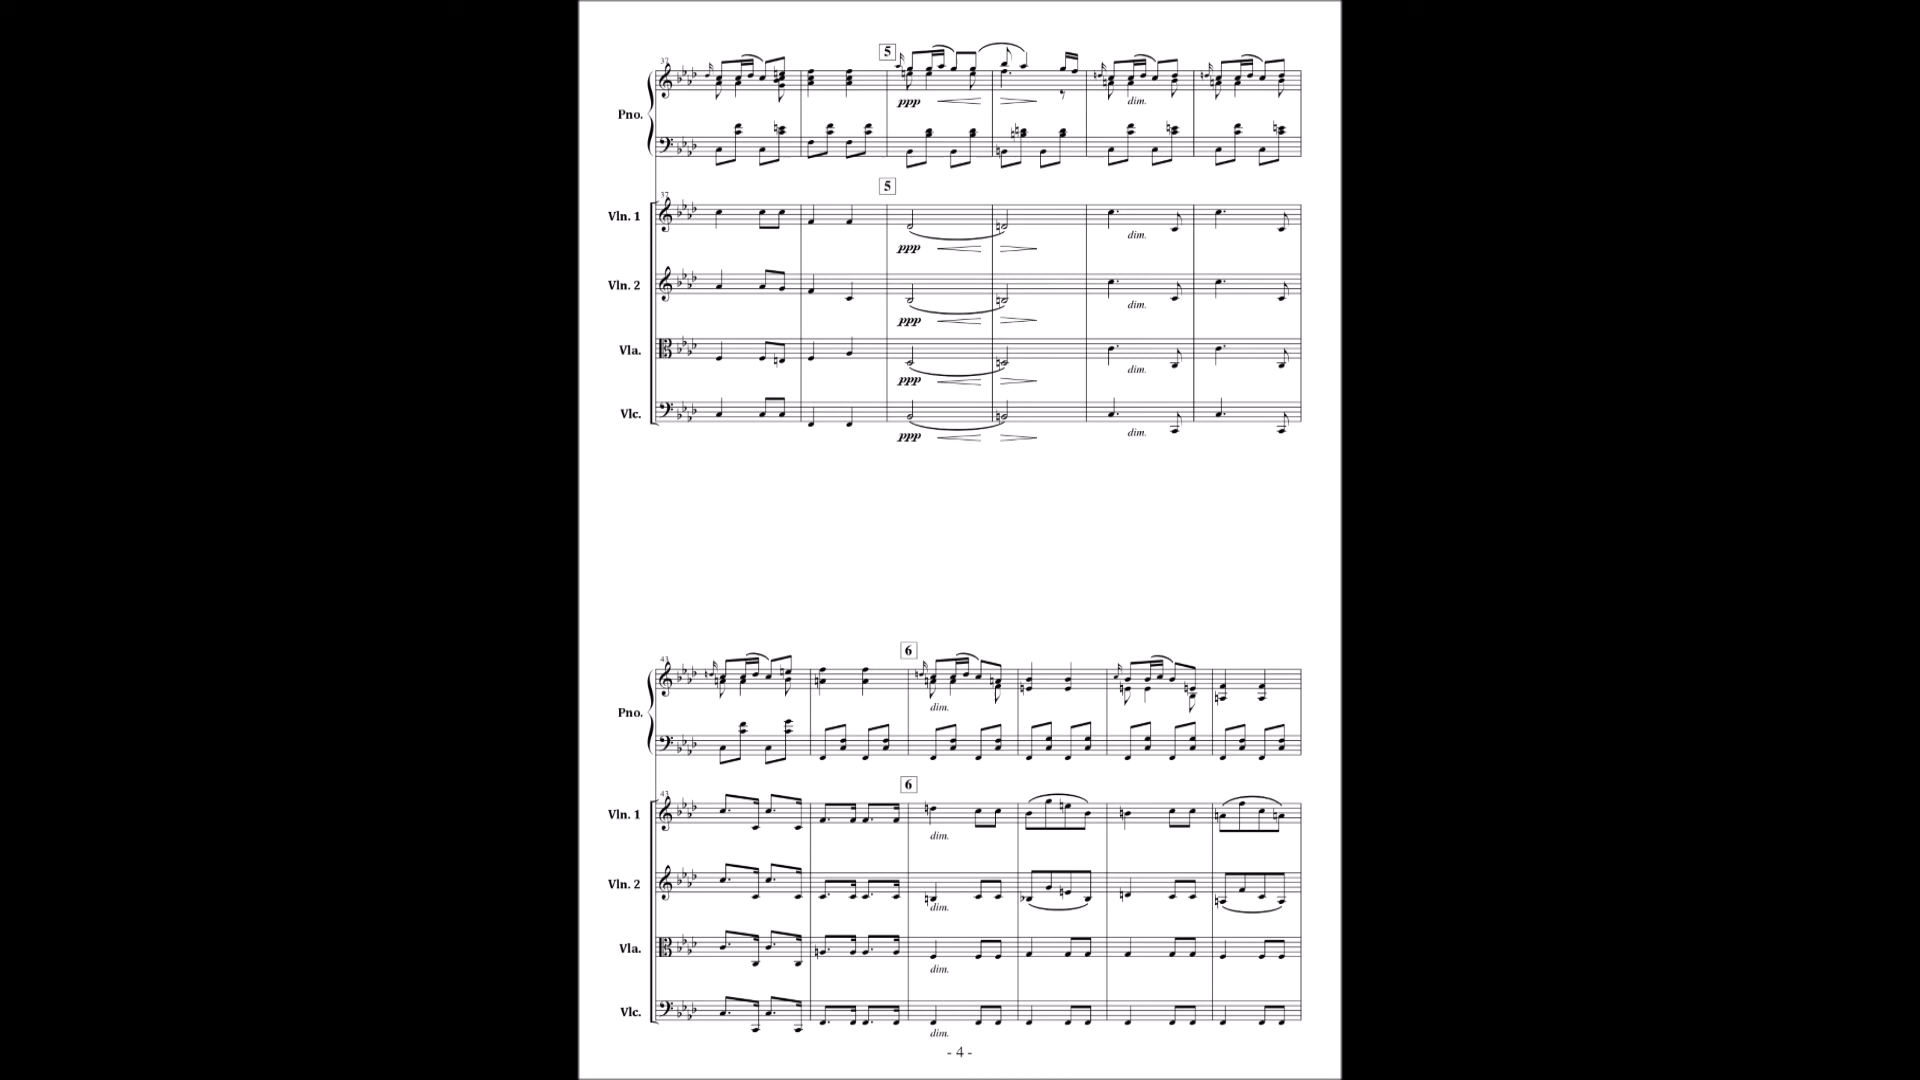 5
37
Pno.
ppp
dim.
5
37
Vln. 1
ppp
dim.
Vln. 2
ppp
dim.
Vla.
ppp
dim.
Vlc.
ppp
dim.
6
43
Pno.
dim.
6
43
Vln. 1
dim.
Vln. 2
dim.
Vla.
dim.
Vlc.
dim.
- 4 -